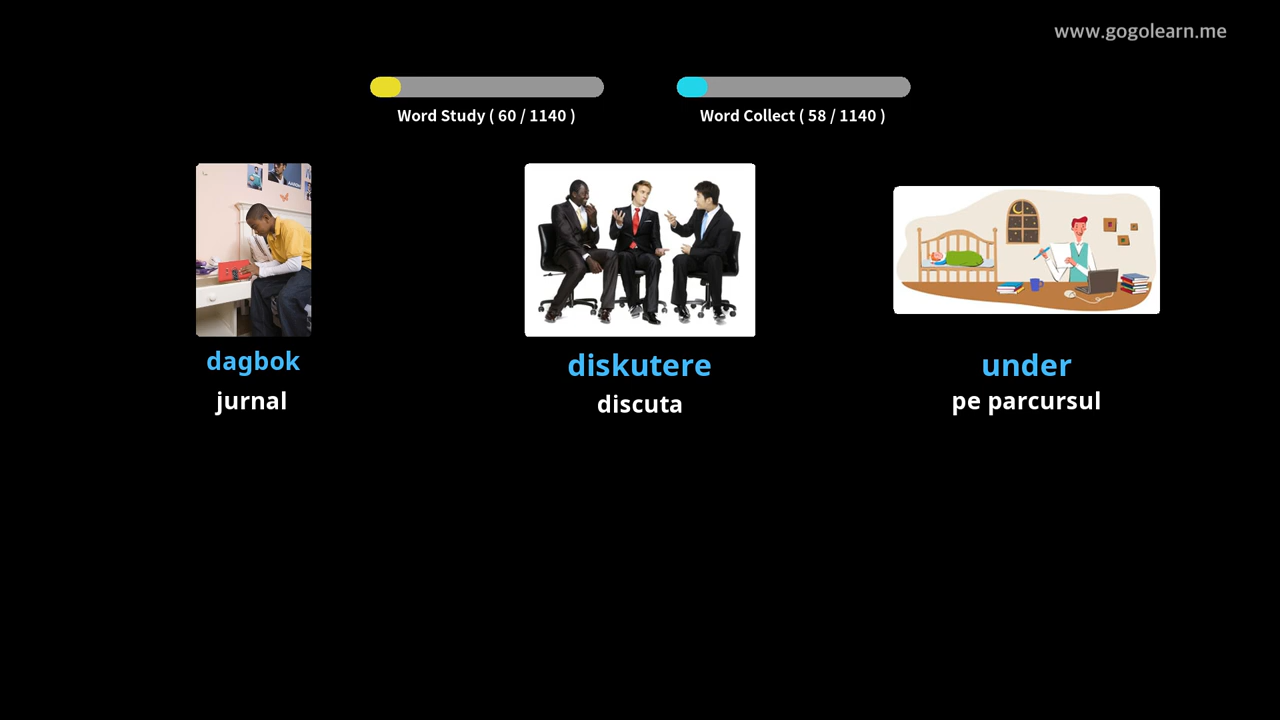 www.gogolearn.me
Word Study ( 60 / 1140 )
Word Collect ( 58 / 1140 )
dagbok
diskutere
under
jurnal
discuta
pe parcursul